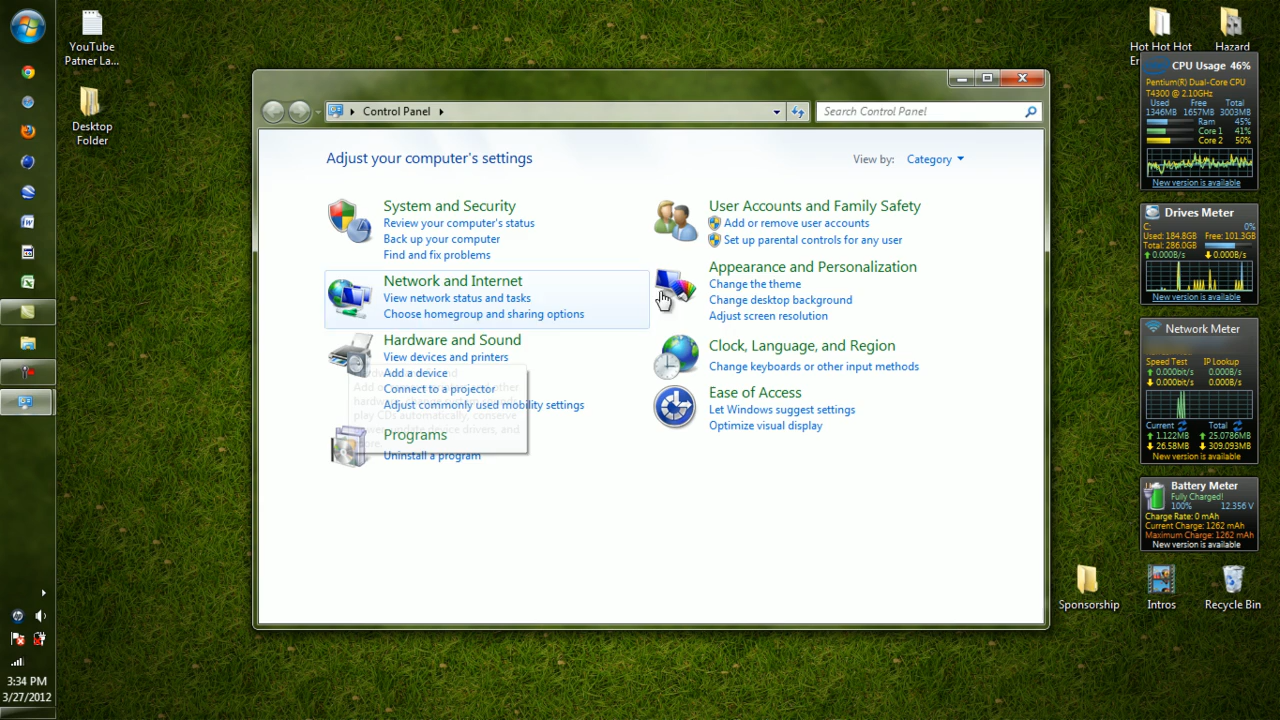 YouTube
Patner La...
Desktop
Folder
3:34 PM
3/27/2012
Control Panel
Search Control Panel
Adjust your computer's settings
View by: Category
System and Security
Review your computer's status
Back up your computer
Find and fix problems
Network and Internet
View network status and tasks
Choose homegroup and sharing options
Hardware and Sound
View devices and printers
Add a device
Connect to a projector
Adjust commonly used mobility settings
Programs
Uninstall a program
User Accounts and Family Safety
Add or remove user accounts
Set up parental controls for any user
Appearance and Personalization
Change the theme
Change desktop background
Adjust screen resolution
Clock, Language, and Region
Change keyboards or other input methods
Ease of Access
Let Windows suggest settings
Optimize visual display
Hot Hot Hot
Hazard
CPU Usage 46%
Pentium(R) Dual-Core CPU
T4300 @ 2.10GHz
Used Free Total
1346MB 1657MB 3003MB
Ram 45%
Core 1 41%
Core 2 50%
New version is available
Drives Meter
C: 0%
Used: 184.8GB Free: 101.3GB
Total: 286.0GB
0.000B/s 0.000B/s
New version is available
Network Meter
Speed Test IP Lookup
0.000bit/s 0.000B/s
0.000bit/s 0.000B/s
Current Total
1.122MB 25.0786MB
26.58MB 309.093MB
New version is available
Battery Meter
Fully Charged!
100% 12.356 V
Charge Rate: 0 mAh
Current Charge: 1262 mAh
Maximum Charge: 1262 mAh
New version is available
Sponsorship
Intros
Recycle Bin